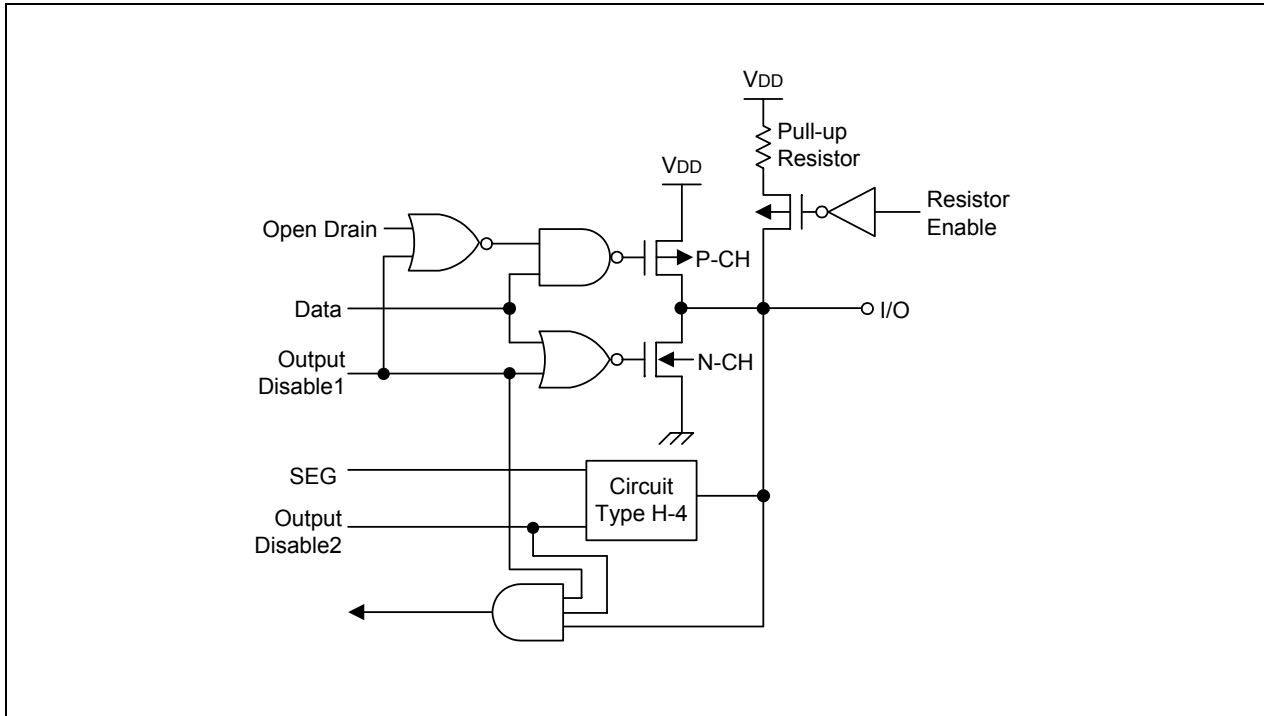 VDD
Pull-up
Resistor
VDD
Resistor
Enable
Open Drain
P-CH
Data
I/O
Output
Disable1
N-CH
SEG
Circuit
Type H-4
Output
Disable2